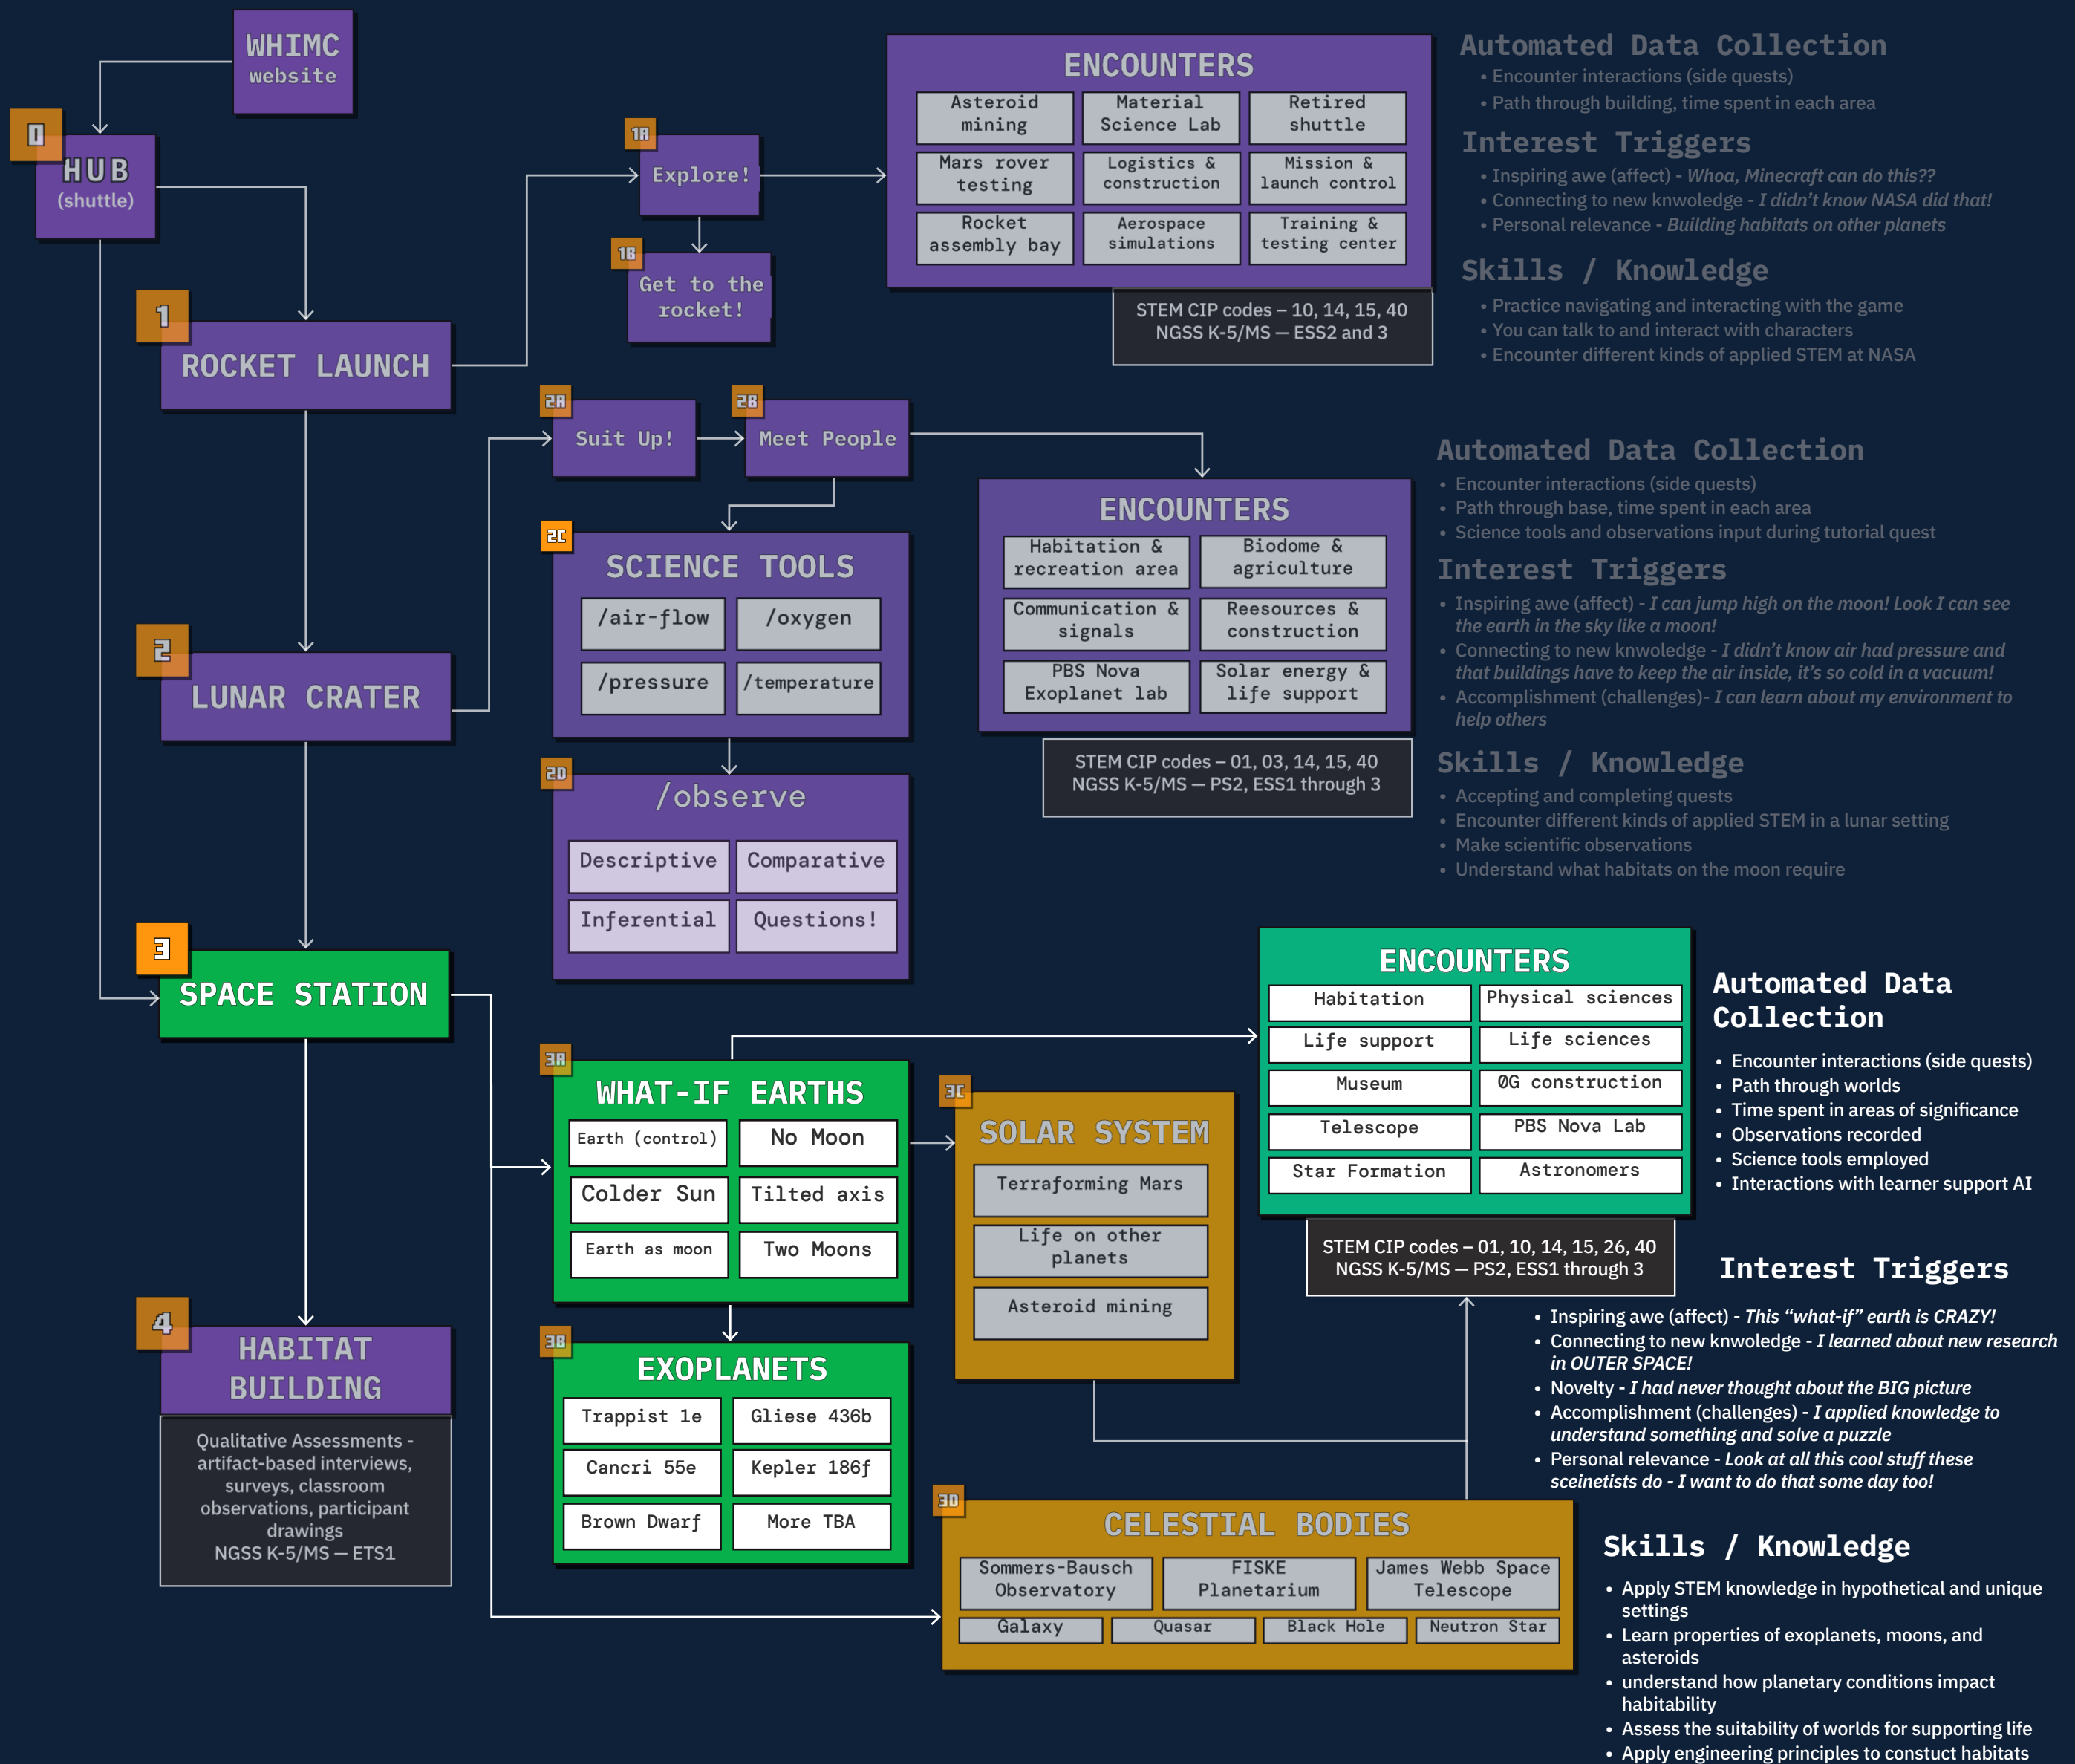 WHIMC
website
0
HUB
(shuttle)
1
ROCKET LAUNCH
1A
Explore!
1B
Get to the
rocket!
ENCOUNTERS
Asteroid
mining
Material
Science Lab
Retired
shuttle
Mars rover
testing
Logistics &
construction
Mission &
launch control
Rocket
assembly bay
Aerospace
simulations
Training &
testing center
STEM CIP codes – 10, 14, 15, 40
NGSS K-5/MS — ESS2 and 3
Automated Data Collection
• Encounter interactions (side quests)
• Path through building, time spent in each area
Interest Triggers
• Inspiring awe (affect) - Whoa, Minecraft can do this??
• Connecting to new knwoledge - I didn't know NASA did that!
• Personal relevance - Building habitats on other planets
Skills / Knowledge
• Practice navigating and interacting with the game
• You can talk to and interact with characters
• Encounter different kinds of applied STEM at NASA
2
LUNAR CRATER
2A
Suit Up!
2B
Meet People
2C
SCIENCE TOOLS
/air-flow
/oxygen
/pressure
/temperature
2D
/observe
Descriptive
Comparative
Inferential
Questions!
ENCOUNTERS
Habitation &
recreation area
Biodome &
agriculture
Communication &
signals
Reesources &
construction
PBS Nova
Exoplanet lab
Solar energy &
life support
STEM CIP codes – 01, 03, 14, 15, 40
NGSS K-5/MS — PS2, ESS1 through 3
Automated Data Collection
• Encounter interactions (side quests)
• Path through base, time spent in each area
• Science tools and observations input during tutorial quest
Interest Triggers
• Inspiring awe (affect) - I can jump high on the moon! Look I can see
the earth in the sky like a moon!
• Connecting to new knwoledge - I didn't know air had pressure and
that buildings have to keep the air inside, it's so cold in a vacuum!
• Accomplishment (challenges)- I can learn about my environment to
help others
Skills / Knowledge
• Accepting and completing quests
• Encounter different kinds of applied STEM in a lunar setting
• Make scientific observations
• Understand what habitats on the moon require
3
SPACE STATION
3A
WHAT-IF EARTHS
Earth (control)
No Moon
Colder Sun
Tilted axis
Earth as moon
Two Moons
3B
EXOPLANETS
Trappist 1e
Gliese 436b
Cancri 55e
Kepler 186f
Brown Dwarf
More TBA
3C
SOLAR SYSTEM
Terraforming Mars
Life on other
planets
Asteroid mining
3D
CELESTIAL BODIES
Sommers-Bausch
Observatory
FISKE
Planetarium
James Webb Space
Telescope
Galaxy
Quasar
Black Hole
Neutron Star
ENCOUNTERS
Habitation
Physical sciences
Life support
Life sciences
Museum
0G construction
Telescope
PBS Nova Lab
Star Formation
Astronomers
STEM CIP codes – 01, 10, 14, 15, 26, 40
NGSS K-5/MS — PS2, ESS1 through 3
Automated Data
Collection
• Encounter interactions (side quests)
• Path through worlds
• Time spent in areas of significance
• Observations recorded
• Science tools employed
• Interactions with learner support AI
Interest Triggers
• Inspiring awe (affect) - This “what-if” earth is CRAZY!
• Connecting to new knwoledge - I learned about new research
in OUTER SPACE!
• Novelty - I had never thought about the BIG picture
• Accomplishment (challenges) - I applied knowledge to
understand something and solve a puzzle
• Personal relevance - Look at all this cool stuff these
sceinetists do - I want to do that some day too!
Skills / Knowledge
• Apply STEM knowledge in hypothetical and unique
settings
• Learn properties of exoplanets, moons, and
asteroids
• understand how planetary conditions impact
habitability
• Assess the suitability of worlds for supporting life
• Apply engineering principles to constuct habitats
4
HABITAT
BUILDING
Qualitative Assessments -
artifact-based interviews,
surveys, classroom
observations, participant
drawings
NGSS K-5/MS — ETS1